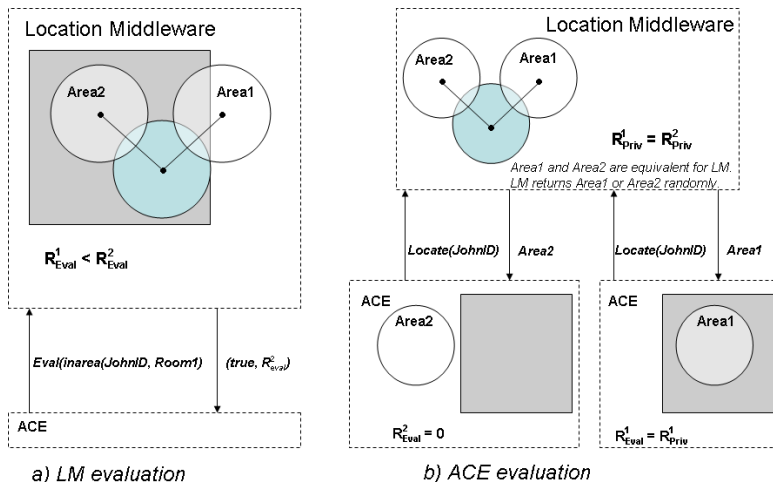 Location Middleware
Area2
Area1
R¹Eval < R²Eval
Eval(inarea(JohnID, Room1)
(true, R²eval)
ACE
a) LM evaluation
Location Middleware
Area2
Area1
R¹Priv = R²Priv
Area1 and Area2 are equivalent for LM.
LM returns Area1 or Area2 randomly.
Locate(JohnID)
Area2
Locate(JohnID)
Area1
ACE
Area2
R²Eval = 0
ACE
Area1
R¹Eval = R¹Priv
b) ACE evaluation